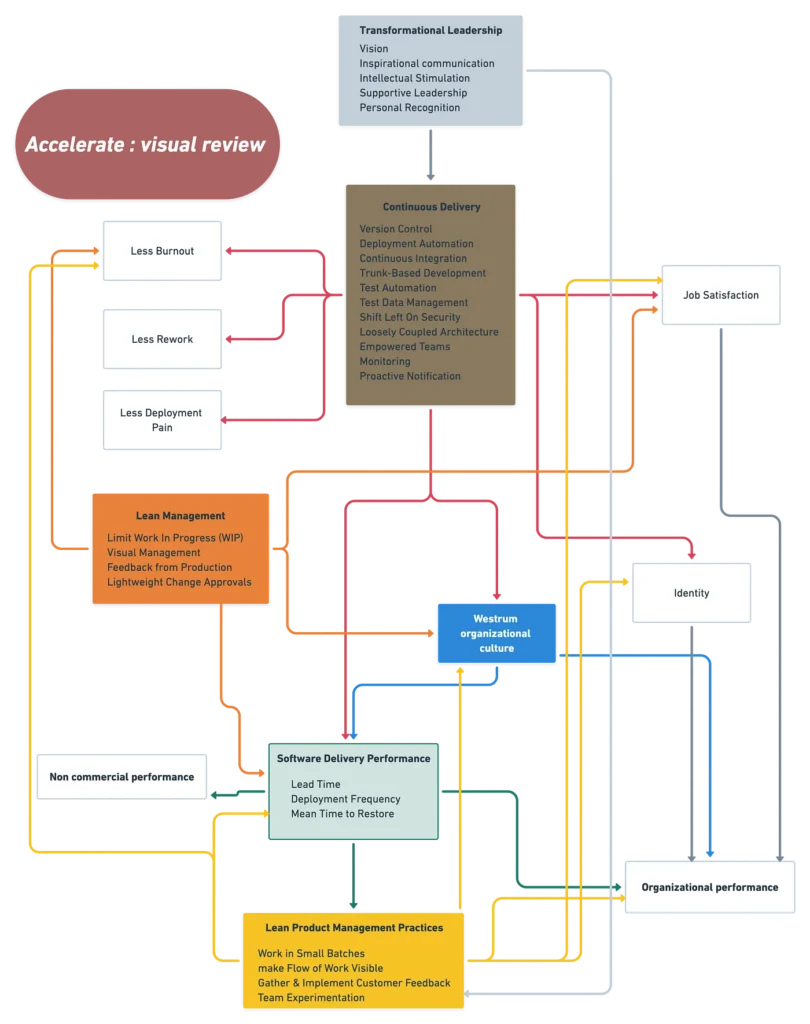 Transformational Leadership
Vision
Inspirational communication
Intellectual Stimulation
Supportive Leadership
Personal Recognition
Accelerate : visual review
Continuous Delivery
Version Control
Deployment Automation
Continuous Integration
Trunk-Based Development
Test Automation
Test Data Management
Shift Left On Security
Loosely Coupled Architecture
Empowered Teams
Monitoring
Proactive Notification
Less Burnout
Less Rework
Less Deployment
Pain
Job Satisfaction
Lean Management
Limit Work In Progress (WIP)
Visual Management
Feedback from Production
Lightweight Change Approvals
Identity
Westrum
organizational
culture
Software Delivery Performance
Lead Time
Deployment Frequency
Mean Time to Restore
Non commercial performance
Organizational performance
Lean Product Management Practices
Work in Small Batches
make Flow of Work Visible
Gather & Implement Customer Feedback
Team Experimentation